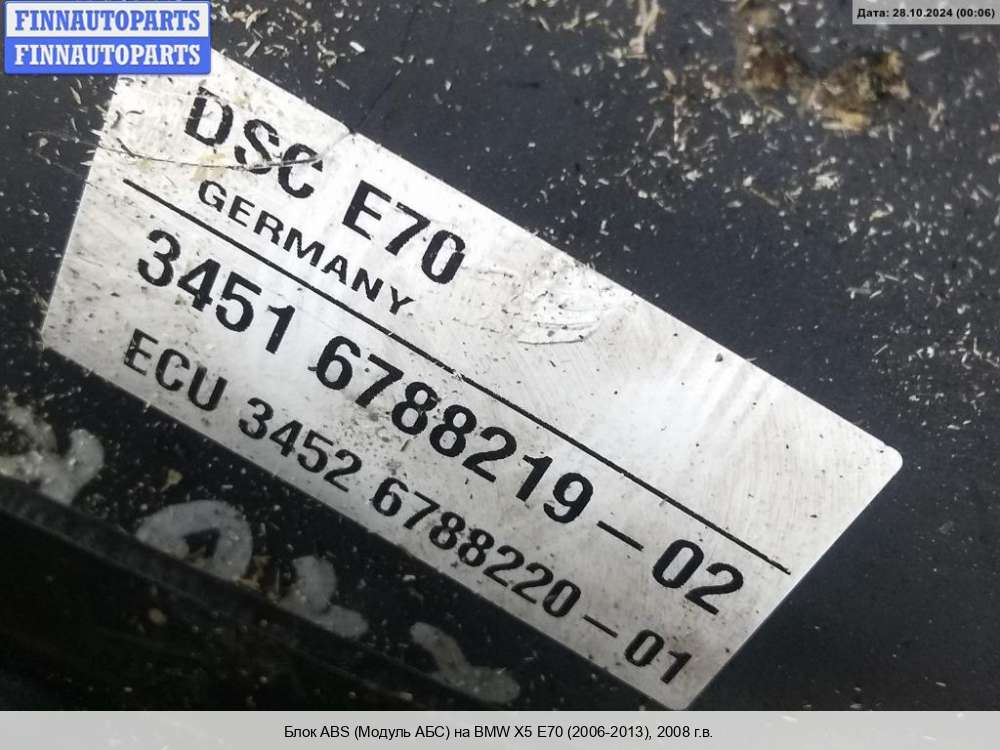 FINNAUTOPARTS
FINNAUTOPARTS
Дата: 28.10.2024 (00:06)
DSC E70
GERMANY
3451 6788219-02
ECU 3452 6788220-01
Блок ABS (Модуль АБС) на BMW X5 E70 (2006-2013), 2008 г.в.